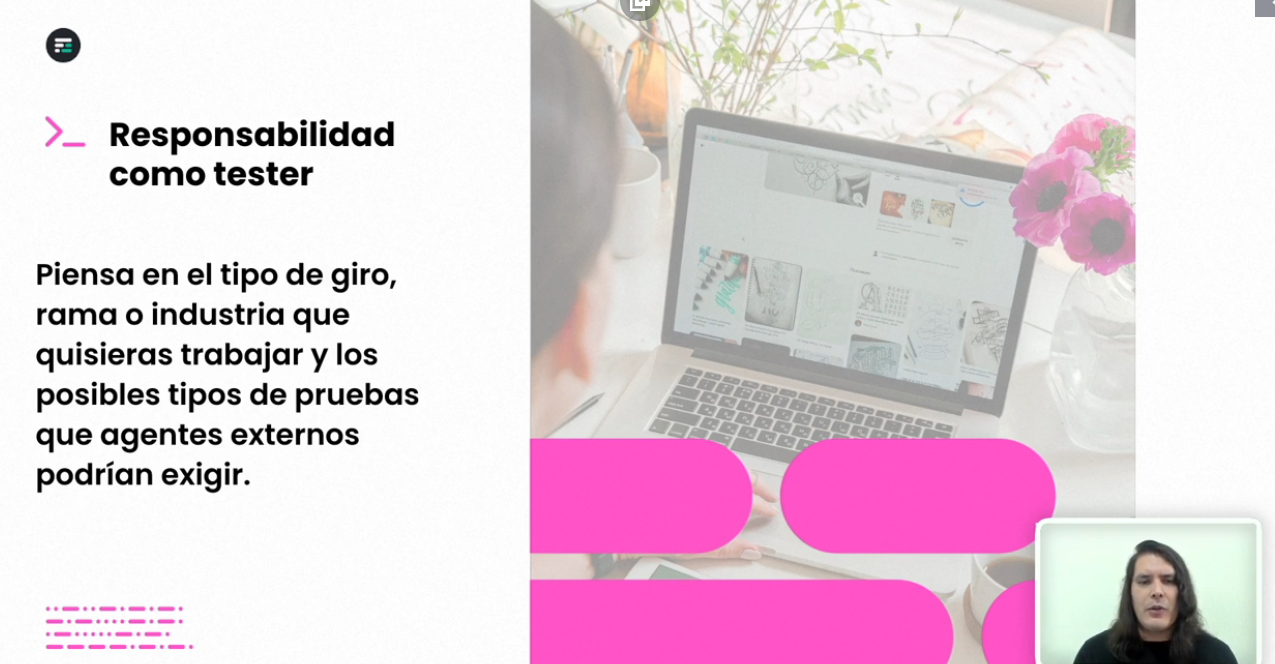 Responsabilidad
como tester
Piensa en el tipo de giro,
rama o industria que
quisieras trabajar y los
posibles tipos de pruebas
que agentes externos
podrían exigir.